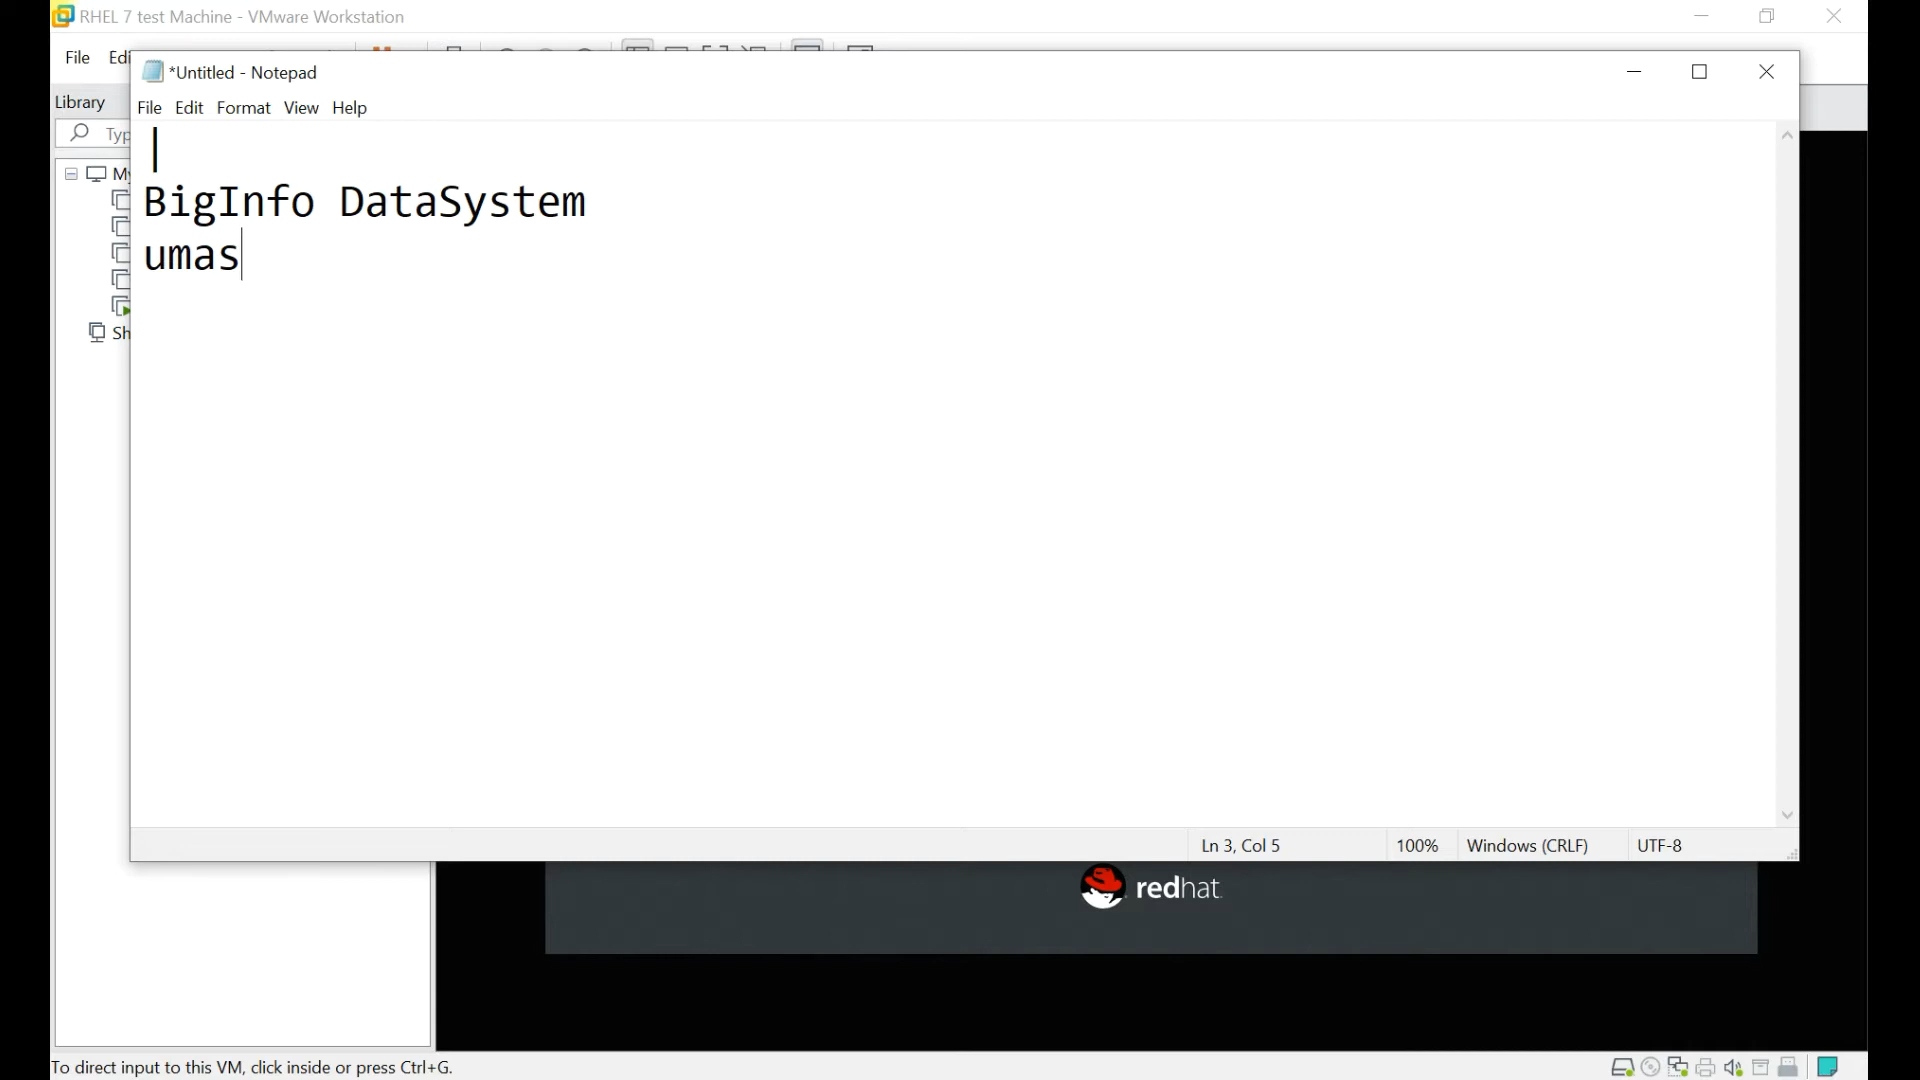 RHEL 7 test Machine - VMware Workstation
File
*Untitled - Notepad
Library
File Edit Format View Help
BigInfo DataSystem
umas
Ln 3, Col 5 100% Windows (CRLF) UTF-8
redhat
To direct input to this VM, click inside or press Ctrl+G.